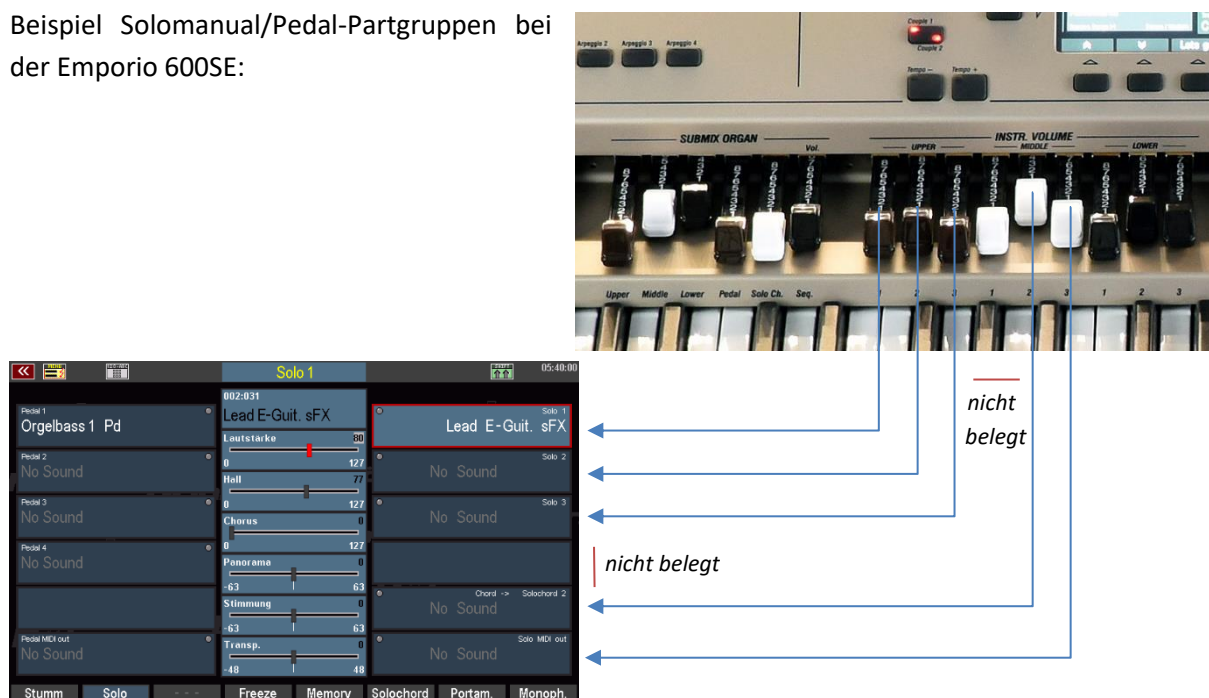 Beispiel Solomanual/Pedal-Partgruppen bei
der Emporio 600SE:
Couple 1
Couple 2
Arpeggio 2 Arpeggio 3 Arpeggio 4
Tempo – Tempo +
SUBMIX ORGAN
Vol.
INSTR. VOLUME
UPPER MIDDLE LOWER
Upper Middle Lower Pedal Solo Ch. Seq. 1 2 3 1 2 3 1 2 3
nicht
belegt
nicht belegt
Solo 1
05:40:00
002:031
Lead E-Guit. sFX
Pedal 1
Orgelbass 1 Pd
Pedal 2
No Sound
Pedal 3
No Sound
Pedal 4
No Sound
Pedal MIDI out
No Sound
Lautstärke 80
0 127
Hall 77
0 127
Chorus 0
0 127
Panorama 0
-63 63
Stimmung 0
-63 63
Transp. 0
-48 48
Solo 1
Lead E-Guit. sFX
Solo 2
No Sound
Solo 3
No Sound
Chord -> Solochord 2
No Sound
Solo MIDI out
No Sound
Stumm Solo - - - Freeze Memory Solochord Portam. Monoph.